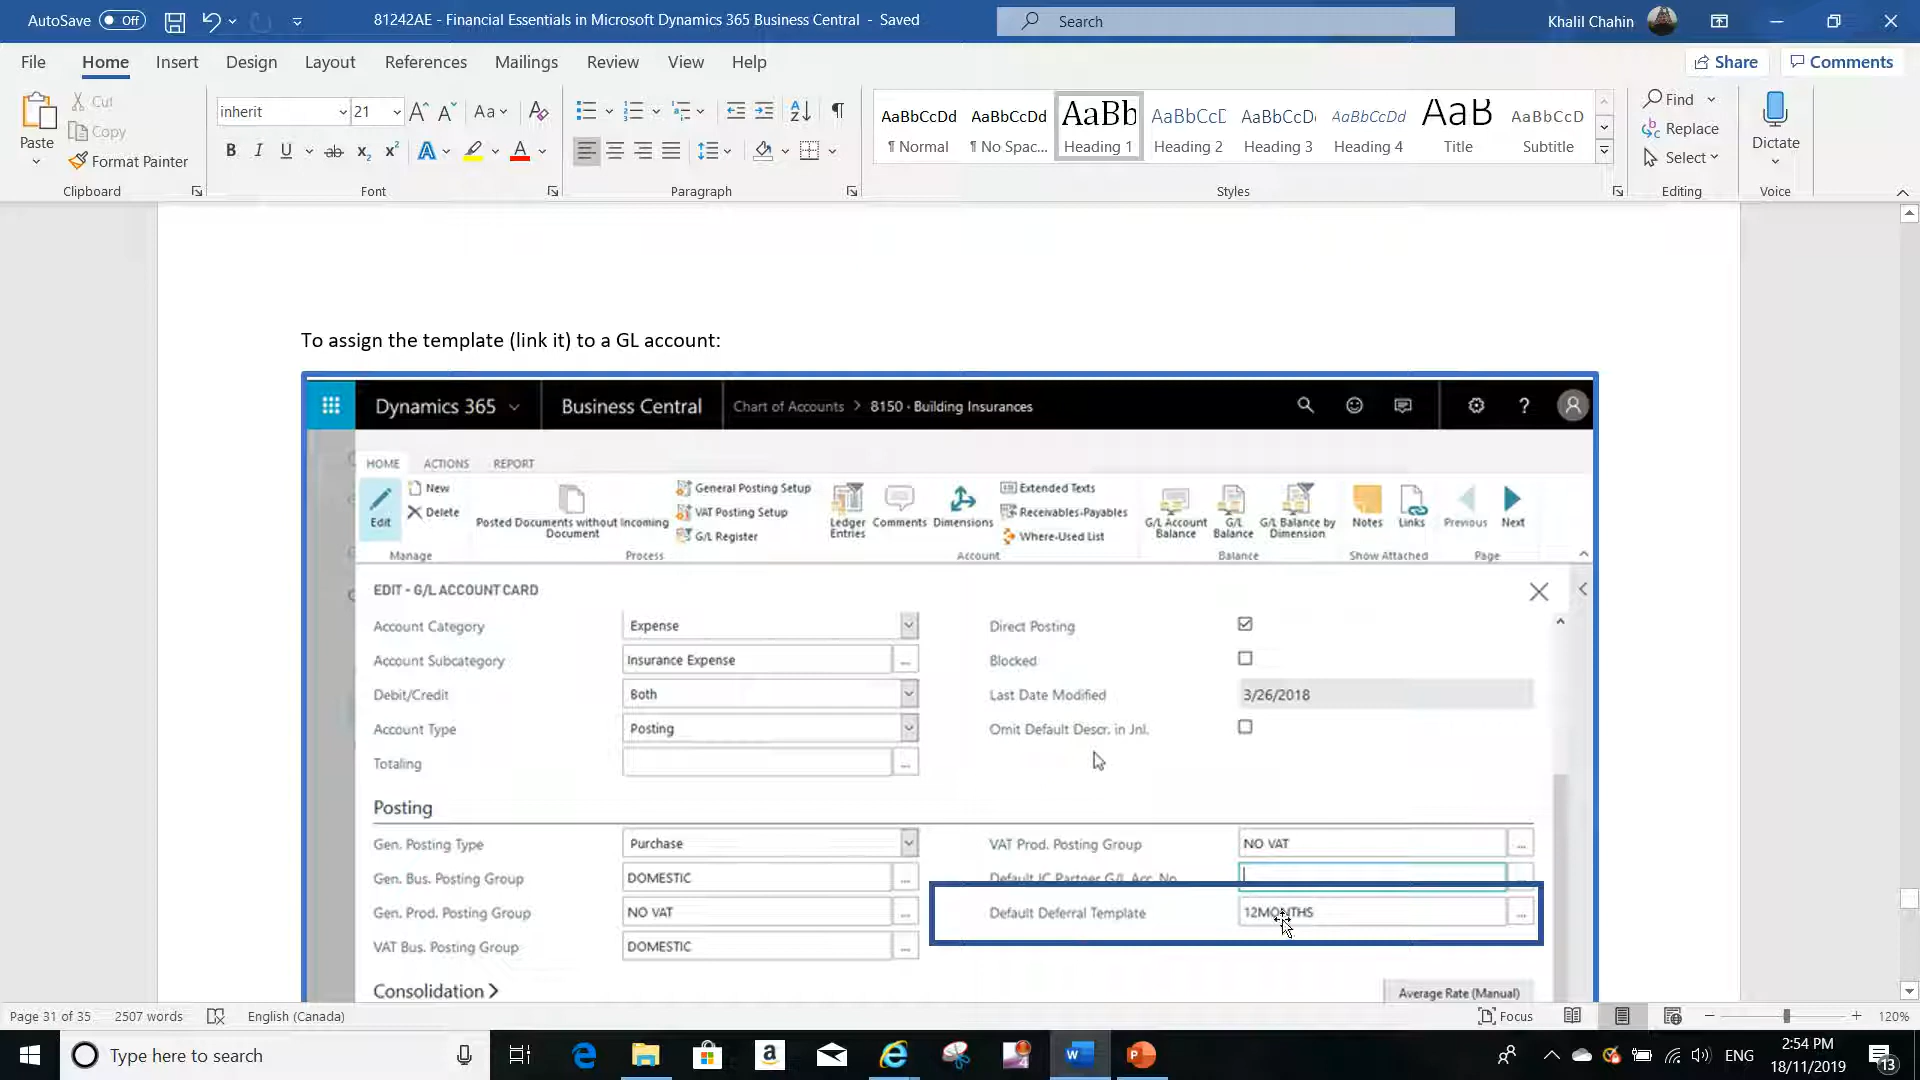 AutoSave Off 81242AE - Financial Essentials in Microsoft Dynamics 365 Business Central - Saved Search Khalil Chahin
File Home Insert Design Layout References Mailings Review View Help Share Comments
Paste Cut Copy Format Painter
inherit 21 Aa
B I U ab x₂ x² A A
AaBbCcDd AaBbCcDd AaBb AaBbCcD AaBbCcD AaBbCcDd AaB AaBbCcD
¶ Normal ¶ No Spac... Heading 1 Heading 2 Heading 3 Heading 4 Title Subtitle
Find Replace Select Dictate
Clipboard Font Paragraph Styles Editing Voice
To assign the template (link it) to a GL account:
Dynamics 365 Business Central Chart of Accounts > 8150 · Building Insurances ?
HOME ACTIONS REPORT
Edit New Delete
Posted Documents without Incoming Document
General Posting Setup
VAT Posting Setup
G/L Register
Ledger Entries Comments Dimensions
Extended Texts
Receivables-Payables
Where-Used List
G/L Account Balance G/L Balance G/L Balance by Dimension
Notes Links Previous Next
Manage Process Account Balance Show Attached Page
EDIT - G/L ACCOUNT CARD
Account Category Expense Direct Posting
Account Subcategory Insurance Expense ... Blocked
Debit/Credit Both Last Date Modified 3/26/2018
Account Type Posting Omit Default Descr. in Jnl.
Totaling ...
Posting
Gen. Posting Type Purchase VAT Prod. Posting Group NO VAT ...
Gen. Bus. Posting Group DOMESTIC ... Default IC Partner G/L Acc. No
Gen. Prod. Posting Group NO VAT ... Default Deferral Template 12MONTHS ...
VAT Bus. Posting Group DOMESTIC ...
Consolidation > Average Rate (Manual)
Page 31 of 35 2507 words English (Canada) Focus 120%
Type here to search ENG 2:54 PM
18/11/2019 13